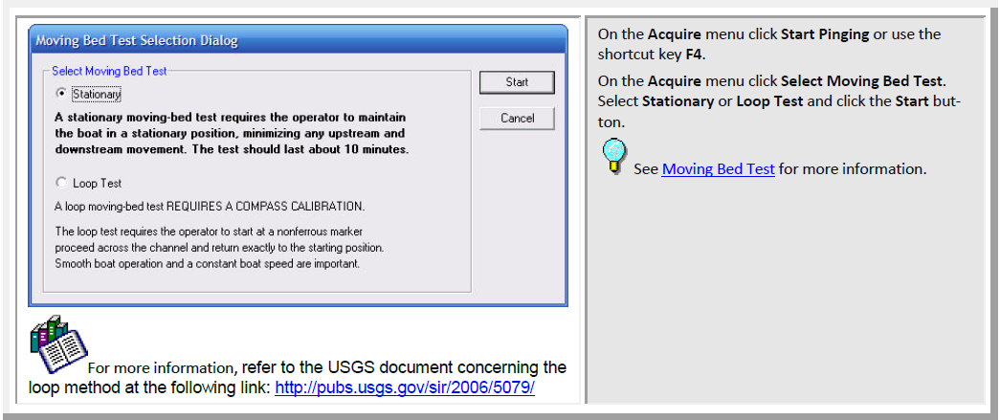 Moving Bed Test Selection Dialog
Select Moving Bed Test
Stationary
A stationary moving-bed test requires the operator to maintain
the boat in a stationary position, minimizing any upstream and
downstream movement. The test should last about 10 minutes.
Loop Test
A loop moving-bed test REQUIRES A COMPASS CALIBRATION.
The loop test requires the operator to start at a nonferrous marker
proceed across the channel and return exactly to the starting position.
Smooth boat operation and a constant boat speed are important.
Start
Cancel
For more information, refer to the USGS document concerning the
loop method at the following link: http://pubs.usgs.gov/sir/2006/5079/
On the Acquire menu click Start Pinging or use the
shortcut key F4.
On the Acquire menu click Select Moving Bed Test.
Select Stationary or Loop Test and click the Start but-
ton.
See Moving Bed Test for more information.